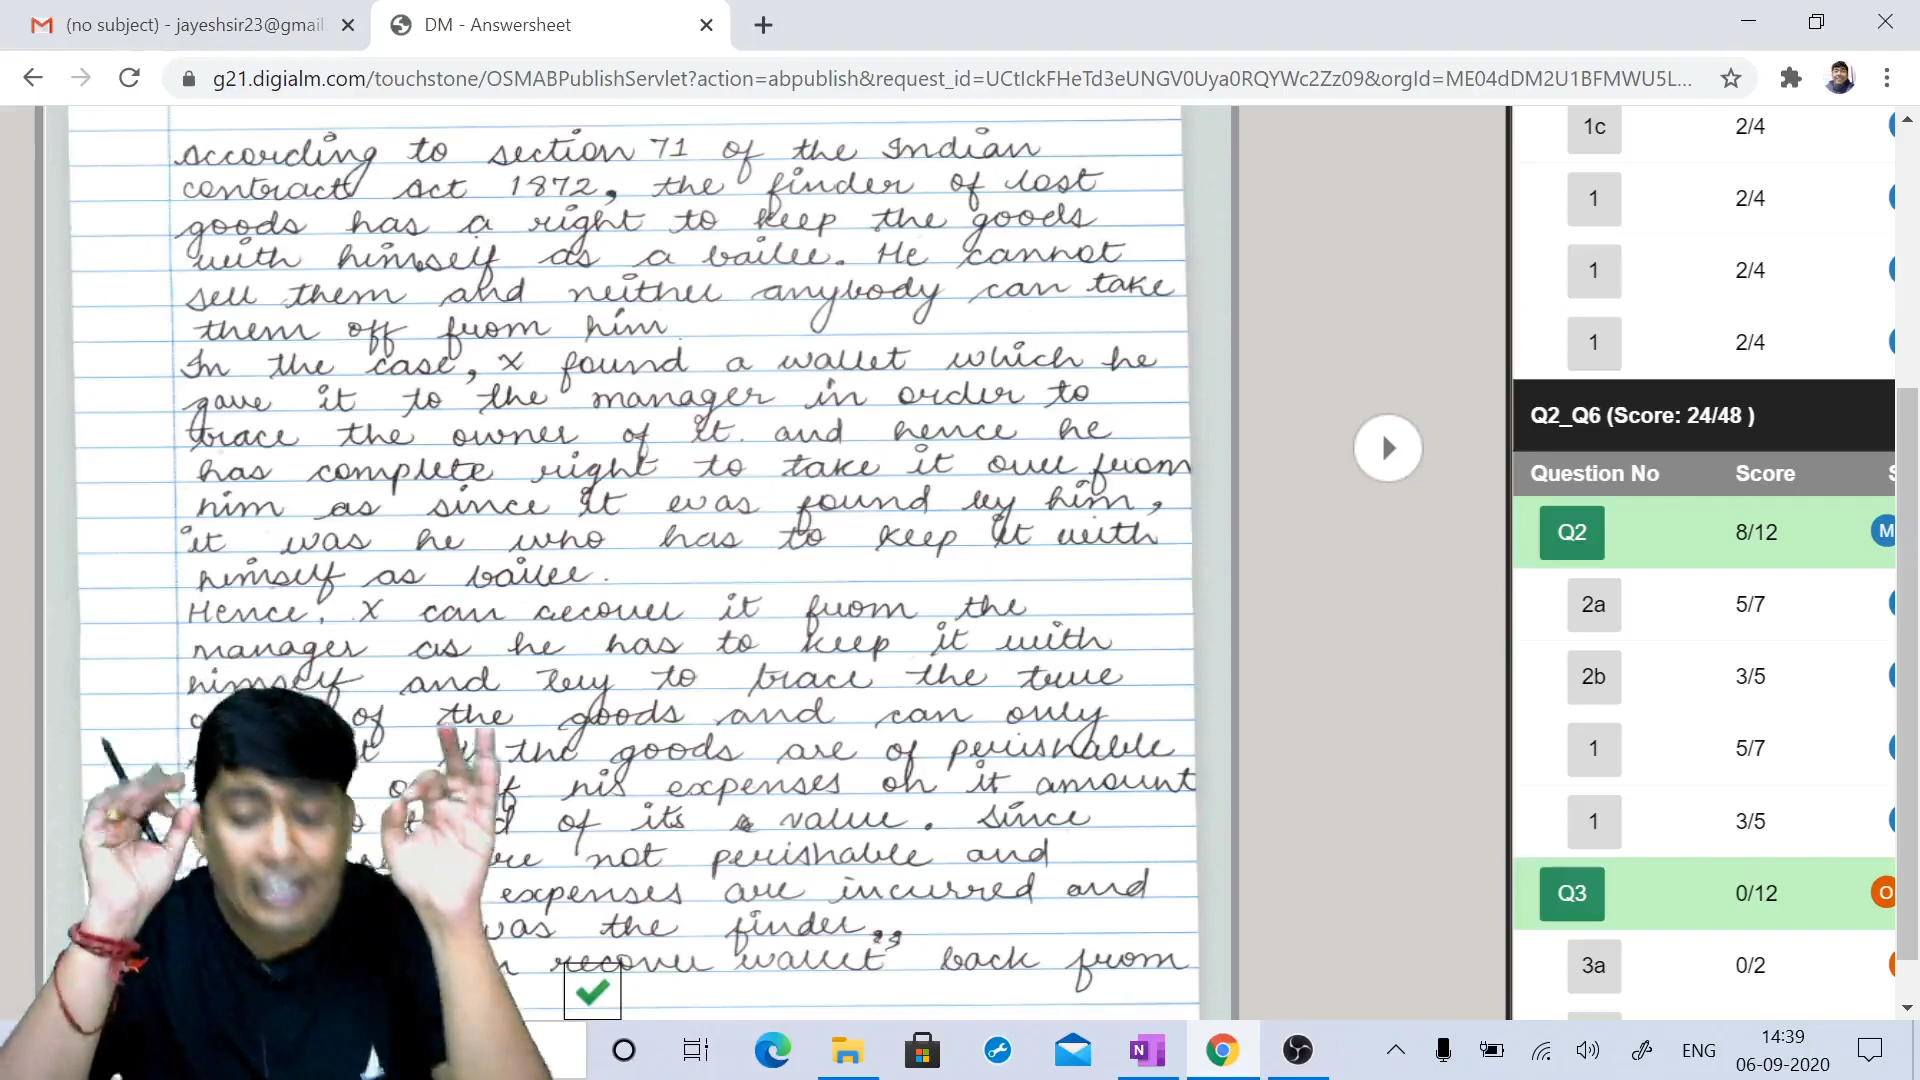 (no subject) - jayeshsir23@gmail.
DM - Answersheet
g21.digialm.com/touchstone/OSMABPublishServlet?action=abpublish&request_id=UCtIckFHeTd3eUNGV0Uya0RQYWc2Zz09&orgId=ME04dDM2U1BFMWU5L...
According to section 71 of the Indian
contract Act 1872, the finder of lost
goods has a right to keep the goods
with himself as a bailee. He cannot
sell them and neither anybody can take
them off from him
In the case, X found a wallet which he
gave it to the manager in order to
trace the owner of it. and hence he
has complete right to take it over from
him as since it was found by him,
it was he who has to keep it with
himself as bailee.
Hence, X can recover it from the
manager as he has to keep it with
himself and try to trace the true
of the goods and can only
the goods are of perishable
his expenses on it amount
of its value. Since
not perishable and
expenses are incurred and
was the finder,
recover wallet back from
1c 2/4
1 2/4
1 2/4
1 2/4
Q2_Q6 (Score: 24/48 )
Question No Score S
Q2 8/12 M
2a 5/7
2b 3/5
1 5/7
1 3/5
Q3 0/12 O
3a 0/2
N
ENG
14:39
06-09-2020